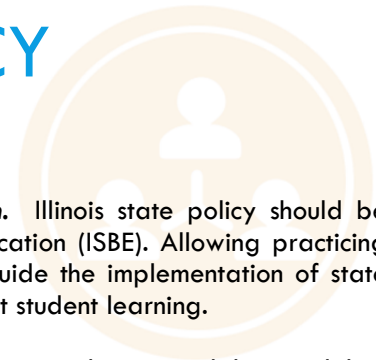 CY
n. Illinois state policy should be
cation (ISBE). Allowing practicing
uide the implementation of state
t student learning.